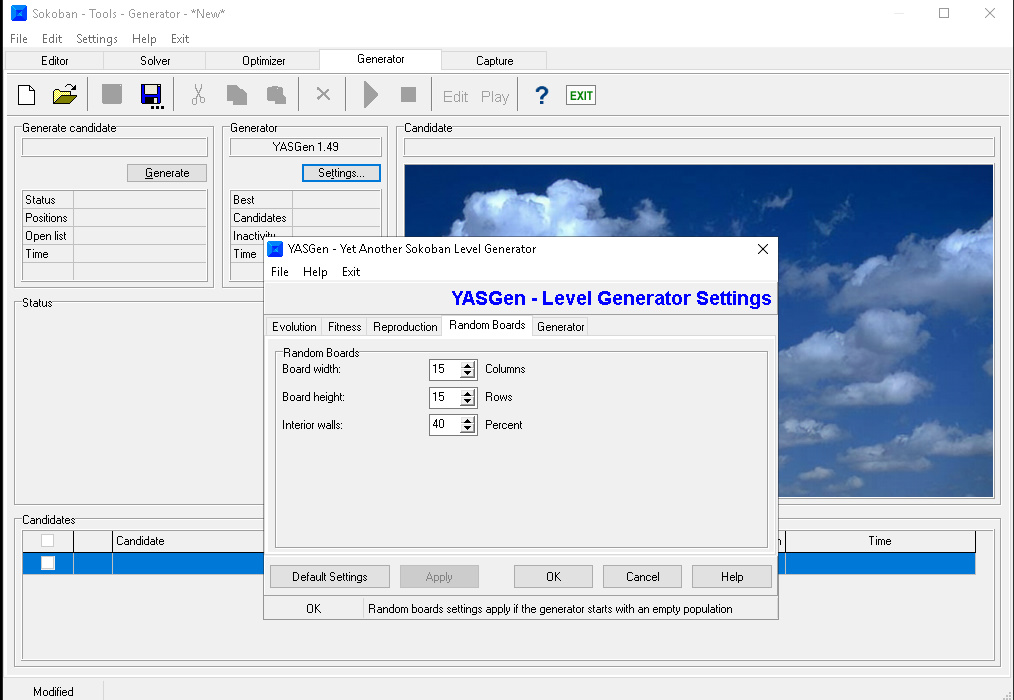 Sokoban - Tools - Generator - *New*
File Edit Settings Help Exit
Editor Solver Optimizer Generator Capture
Edit Play ? EXIT
Generate candidate
Generate
Status
Positions
Open list
Time
Generator
YASGen 1.49
Settings...
Best
Candidates
Inactivity
Time
Candidate
Status
YASGen - Yet Another Sokoban Level Generator
File Help Exit
YASGen - Level Generator Settings
Evolution Fitness Reproduction Random Boards Generator
Random Boards
Board width: 15 Columns
Board height: 15 Rows
Interior walls: 40 Percent
Default Settings Apply OK Cancel Help
OK Random boards settings apply if the generator starts with an empty population
Candidates
Candidate Time
Modified